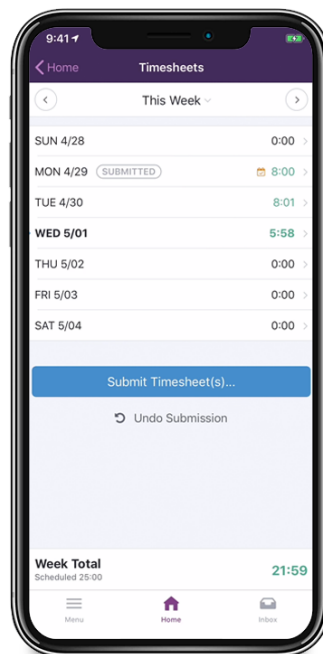 9:41
Home Timesheets
This Week
SUN 4/28 0:00
MON 4/29 SUBMITTED 8:00
TUE 4/30 8:01
WED 5/01 5:58
THU 5/02 0:00
FRI 5/03 0:00
SAT 5/04 0:00
Submit Timesheet(s)...
Undo Submission
Week Total
Scheduled 25:00 21:59
Menu Home Inbox